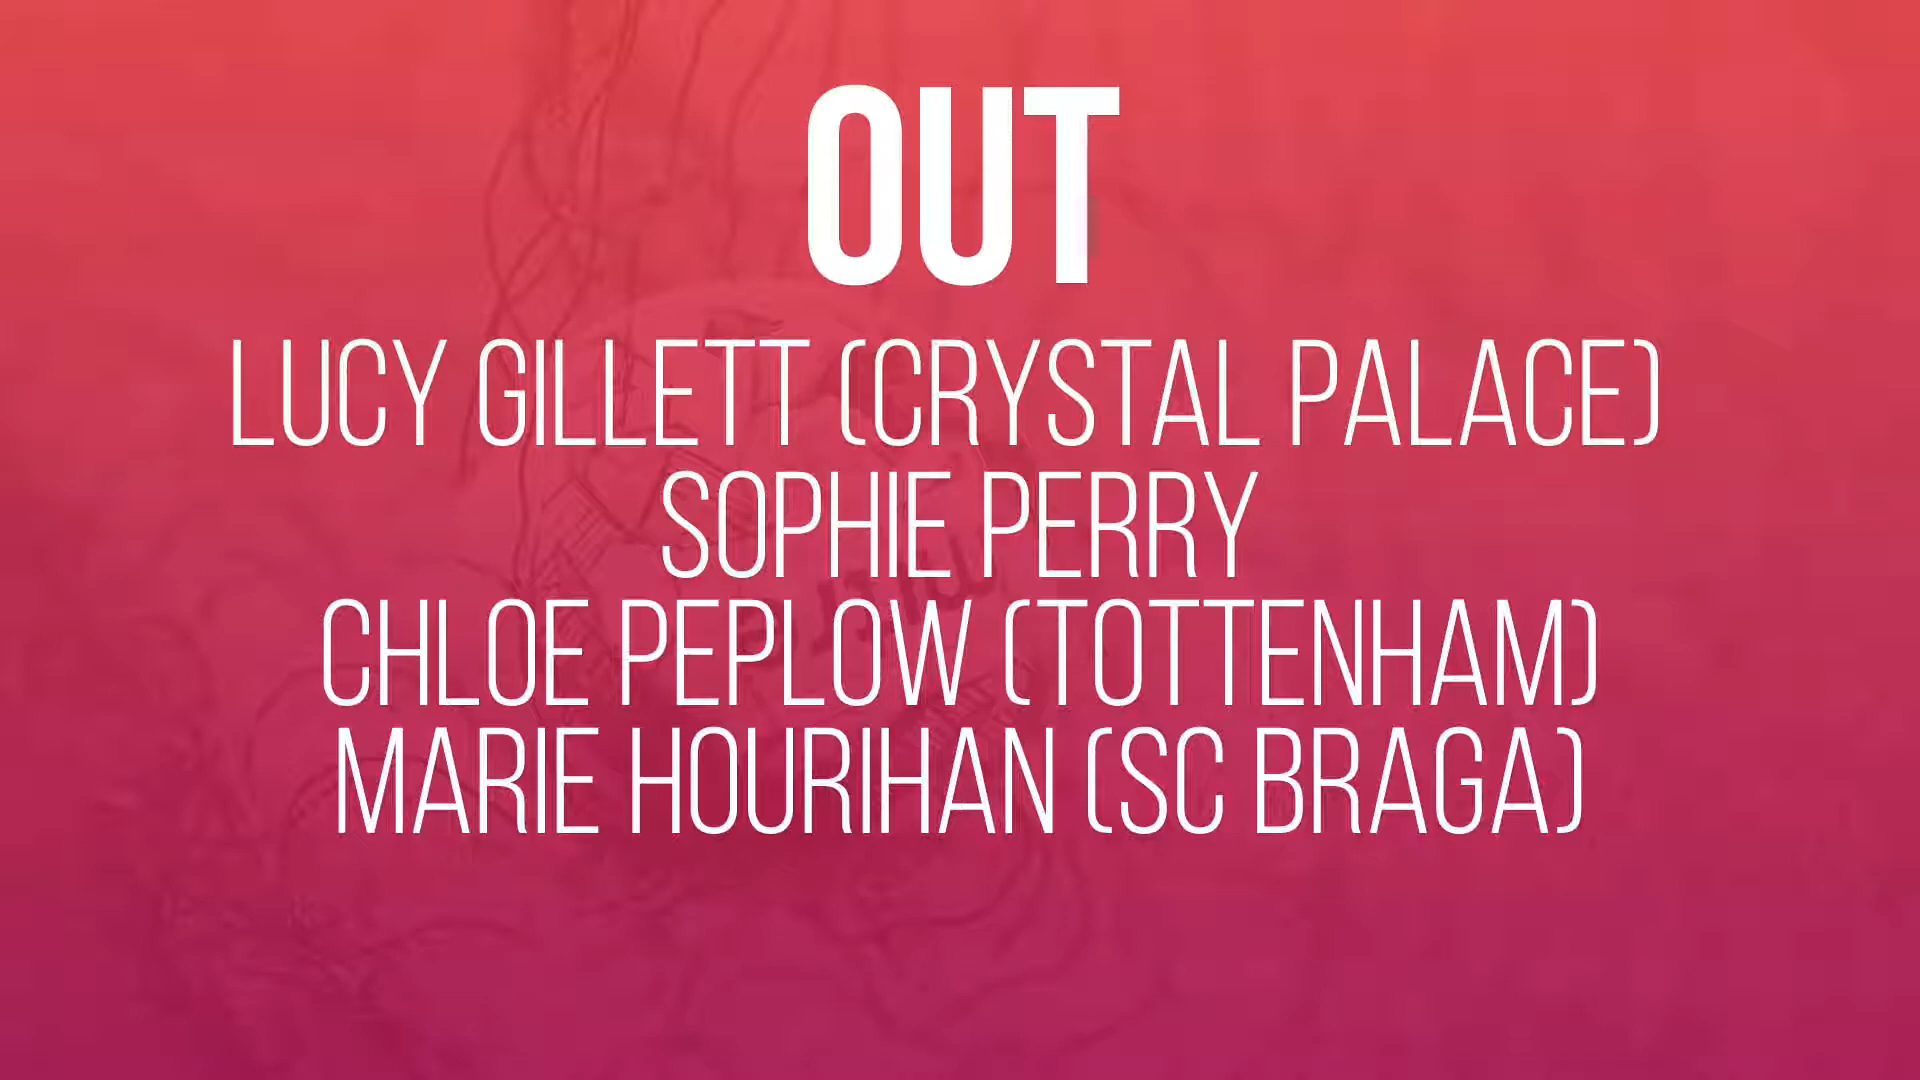 OUT
LUCY GILLETT (CRYSTAL PALACE)
SOPHIE PERRY
CHLOE PEPLOW (TOTTENHAM)
MARIE HOURIHAN (SC BRAGA)